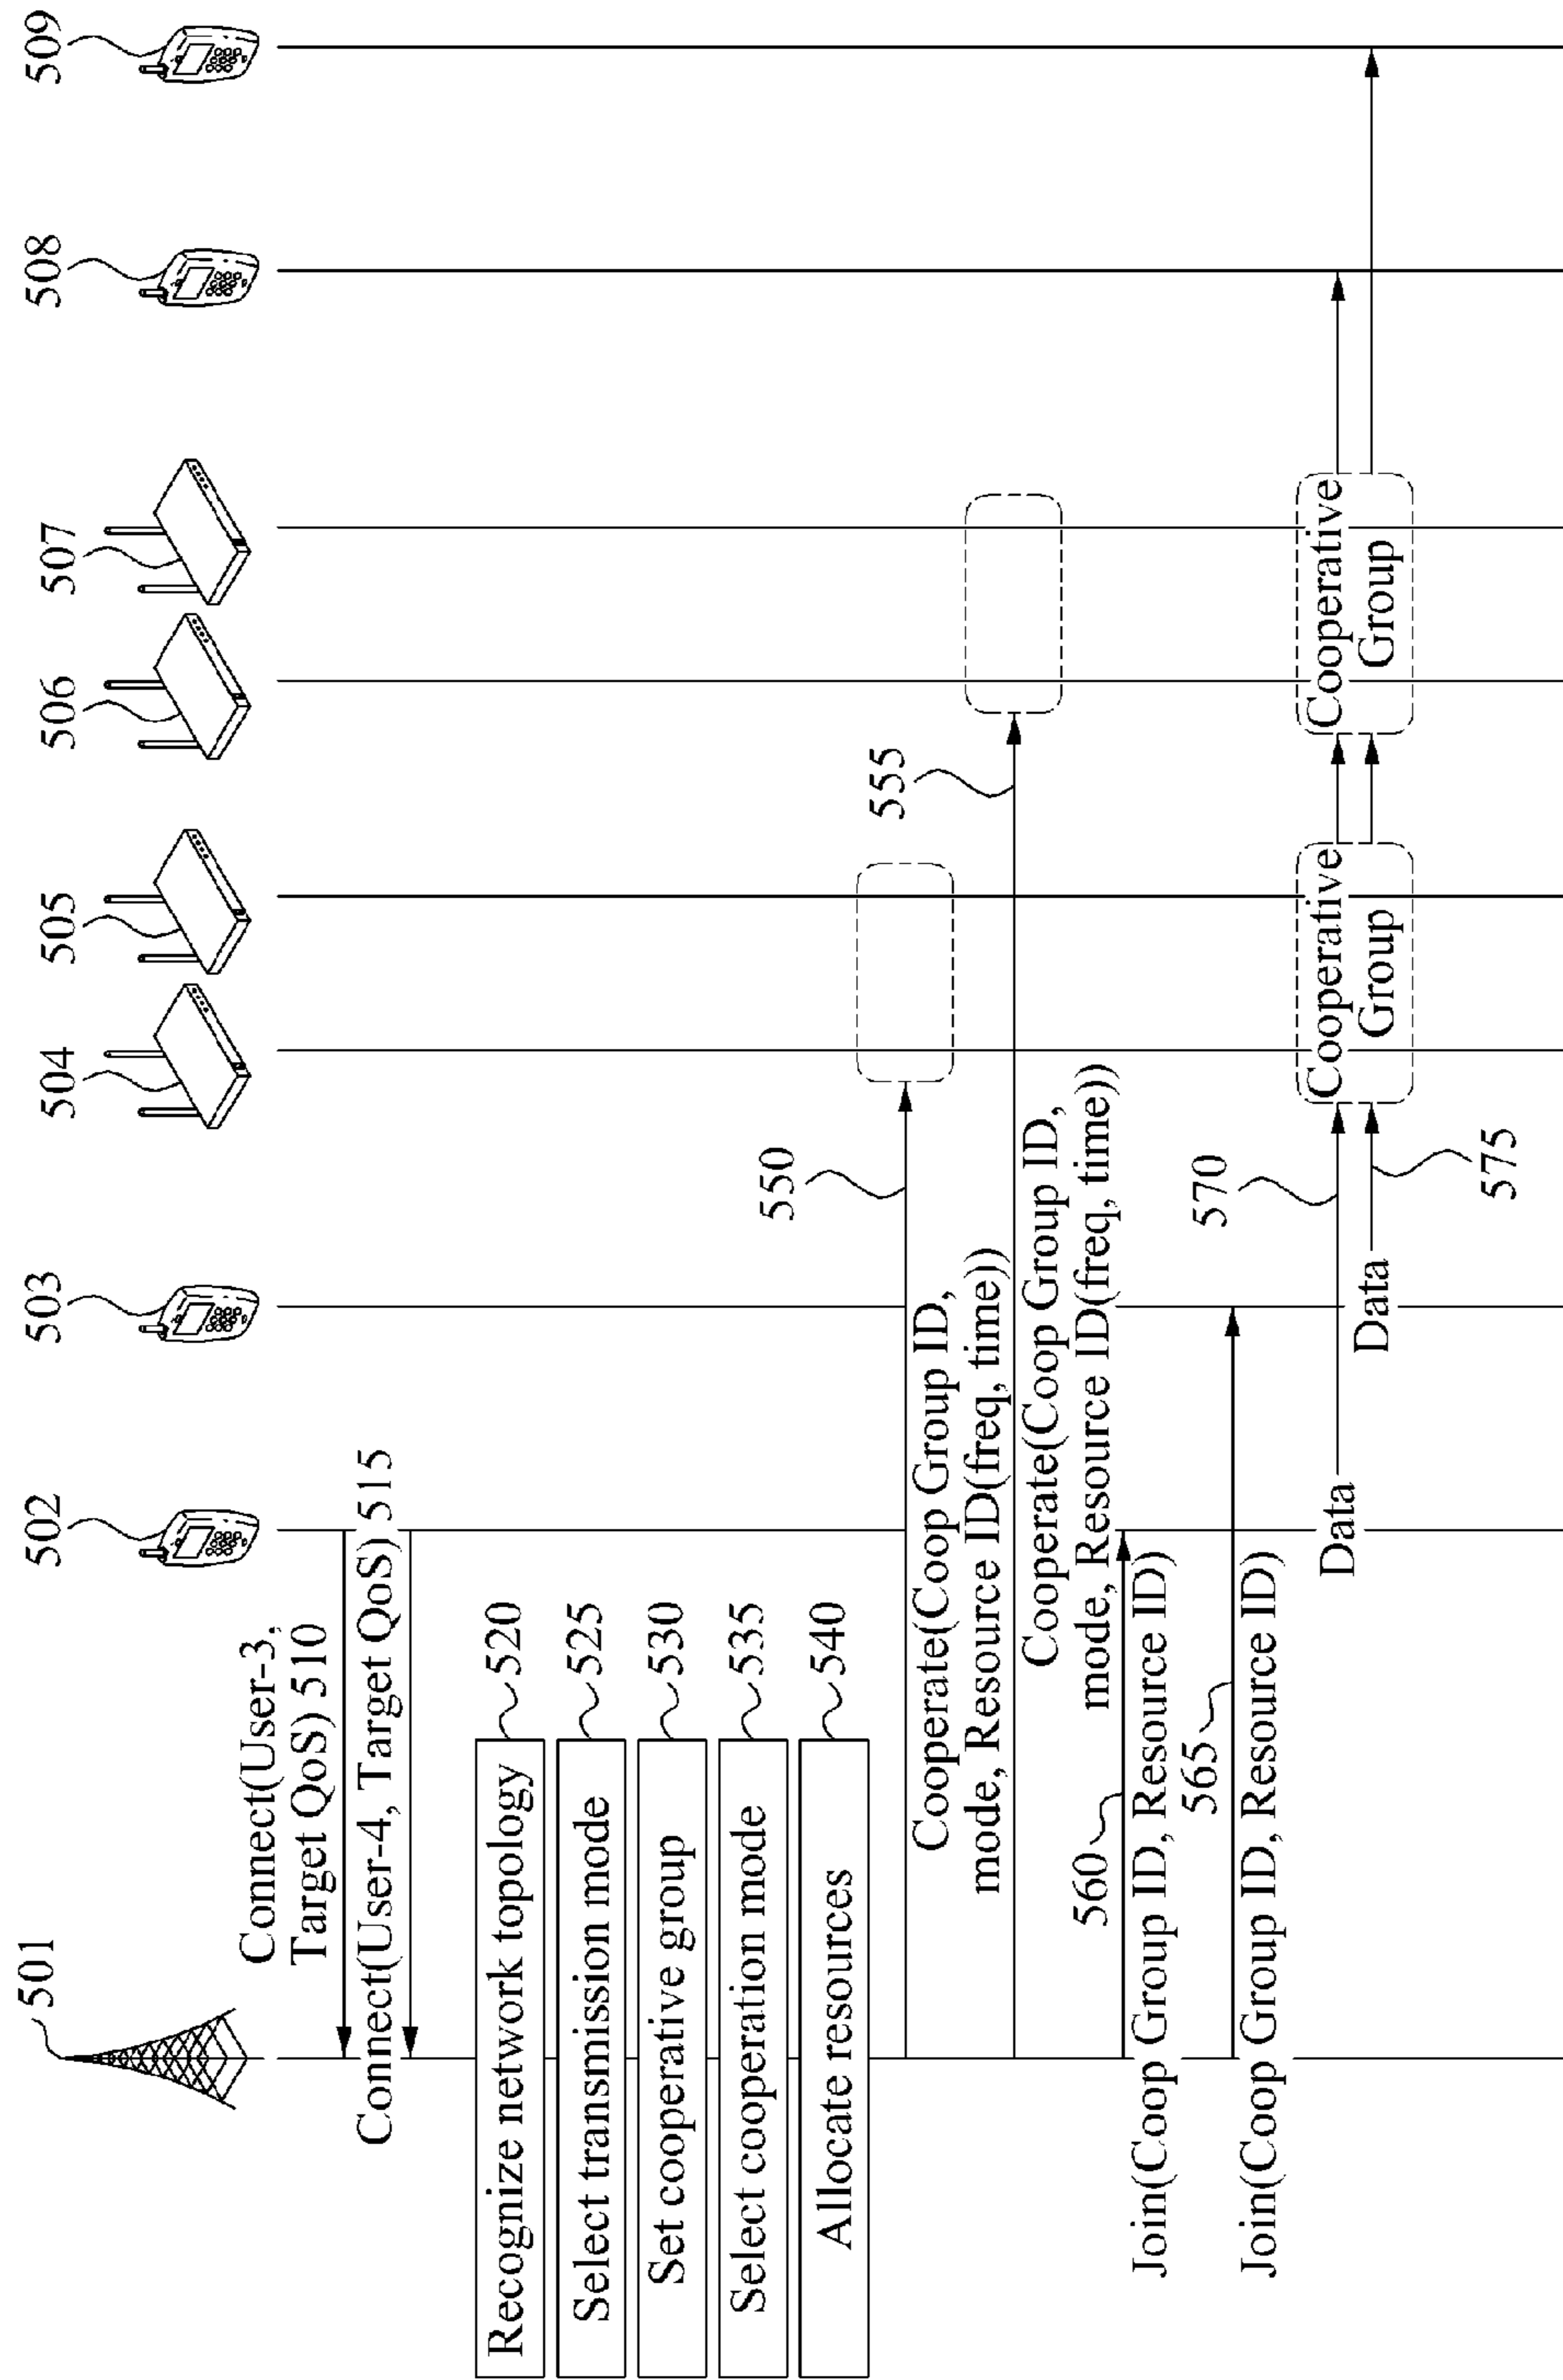 501
502
503
504
505
506
507
508
509
Connect(User-3,
Target QoS) 510
Connect(User-4, Target QoS) 515
Recognize network topology
520
Select transmission mode
525
Set cooperative group
530
Select cooperation mode
535
Allocate resources
540
550
Cooperate(Coop Group ID,
mode, Resource ID(freq, time))
555
Cooperate(Coop Group ID,
mode, Resource ID(freq, time))
560
Join(Coop Group ID, Resource ID)
565
Join(Coop Group ID, Resource ID)
570
Data
Cooperative
Group
Cooperative
Group
Data
575